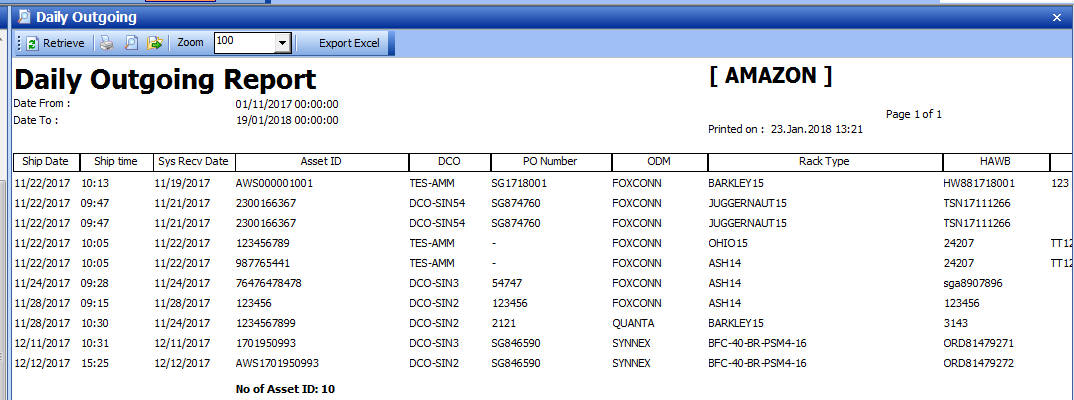 Daily Outgoing
Retrieve Zoom 100 Export Excel
Daily Outgoing Report [ AMAZON ]
Date From : 01/11/2017 00:00:00
Date To : 19/01/2018 00:00:00
Page 1 of 1
Printed on : 23.Jan.2018 13:21
Ship Date Ship time Sys Recv Date Asset ID DCO PO Number ODM Rack Type HAWB
11/22/2017 10:13 11/19/2017 AWS000001001 TES-AMM SG1718001 FOXCONN BARKLEY15 HW881718001 123
11/22/2017 09:47 11/21/2017 2300166367 DCO-SIN54 SG874760 FOXCONN JUGGERNAUT15 TSN17111266
11/22/2017 09:47 11/21/2017 2300166367 DCO-SIN54 SG874760 FOXCONN JUGGERNAUT15 TSN17111266
11/22/2017 10:05 11/22/2017 123456789 TES-AMM - FOXCONN OHIO15 24207 TT12
11/22/2017 10:05 11/22/2017 987765441 TES-AMM - FOXCONN ASH14 24207 TT12
11/24/2017 09:28 11/24/2017 76476478478 DCO-SIN3 54747 FOXCONN ASH14 sga8907896
11/28/2017 09:15 11/28/2017 123456 DCO-SIN2 123456 FOXCONN ASH14 123456
11/28/2017 10:30 11/24/2017 1234567899 DCO-SIN2 2121 QUANTA BARKLEY15 3143
12/11/2017 10:31 12/11/2017 1701950993 DCO-SIN3 SG846590 SYNNEX BFC-40-BR-PSM4-16 ORD81479271
12/12/2017 15:25 12/12/2017 AWS1701950993 DCO-SIN2 SG846590 SYNNEX BFC-40-BR-PSM4-16 ORD81479272
No of Asset ID: 10